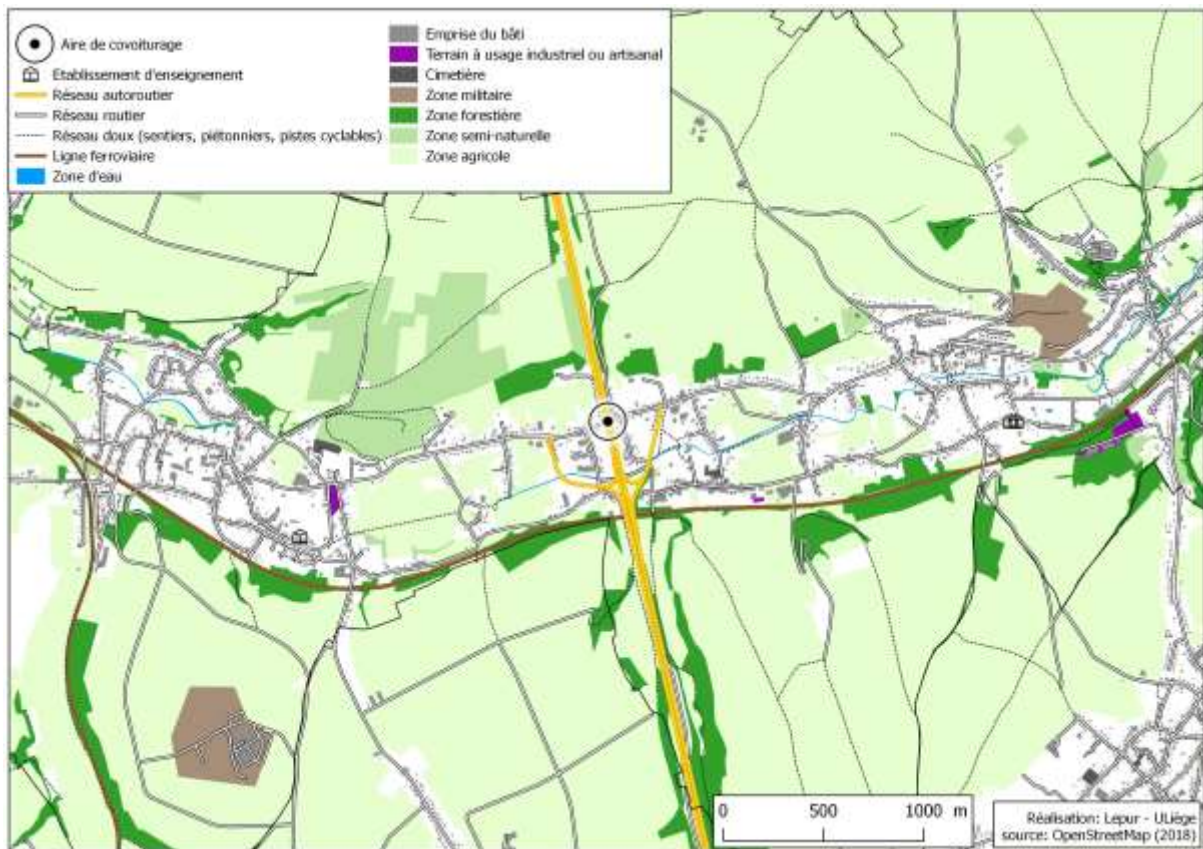 Aire de covoiturage
Etablissement d'enseignement
Réseau autoroutier
Réseau routier
Réseau doux (sentiers, piétonniers, pistes cyclables)
Ligne ferroviaire
Zone d'eau
Emprise du bâti
Terrain à usage industriel ou artisanal
Cimetière
Zone militaire
Zone forestière
Zone semi-naturelle
Zone agricole
0 500 1000 m
Réalisation: Lepur - ULiège
source: OpenStreetMap (2018)